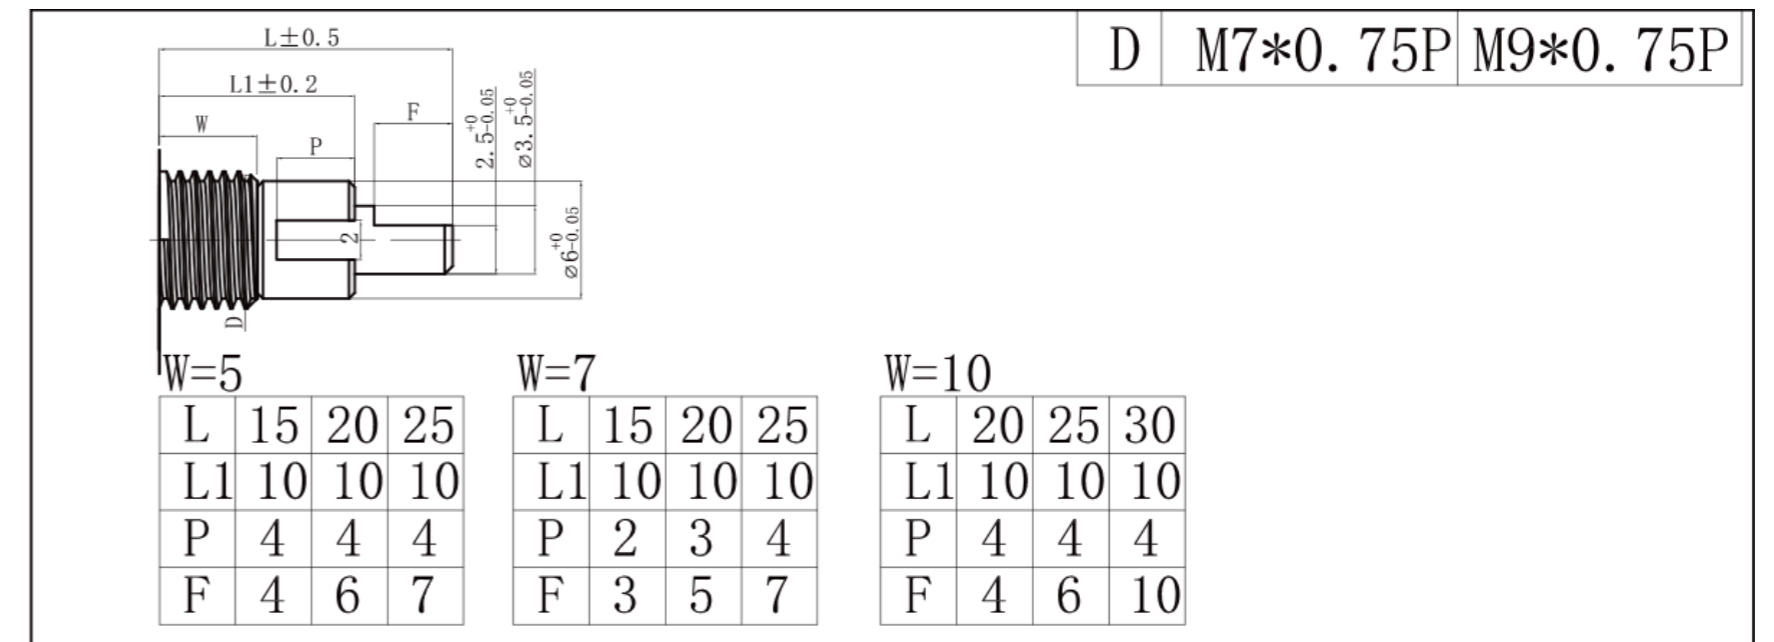 L±0.5
D M7*0.75P M9*0.75P
L1±0.2
W
F
P
2.5+0-0.05
⌀3.5+0-0.05
⌀6+0-0.05
2
D
W=5
L 15 20 25
L1 10 10 10
P 4 4 4
F 4 6 7
W=7
L 15 20 25
L1 10 10 10
P 2 3 4
F 3 5 7
W=10
L 20 25 30
L1 10 10 10
P 4 4 4
F 4 6 10